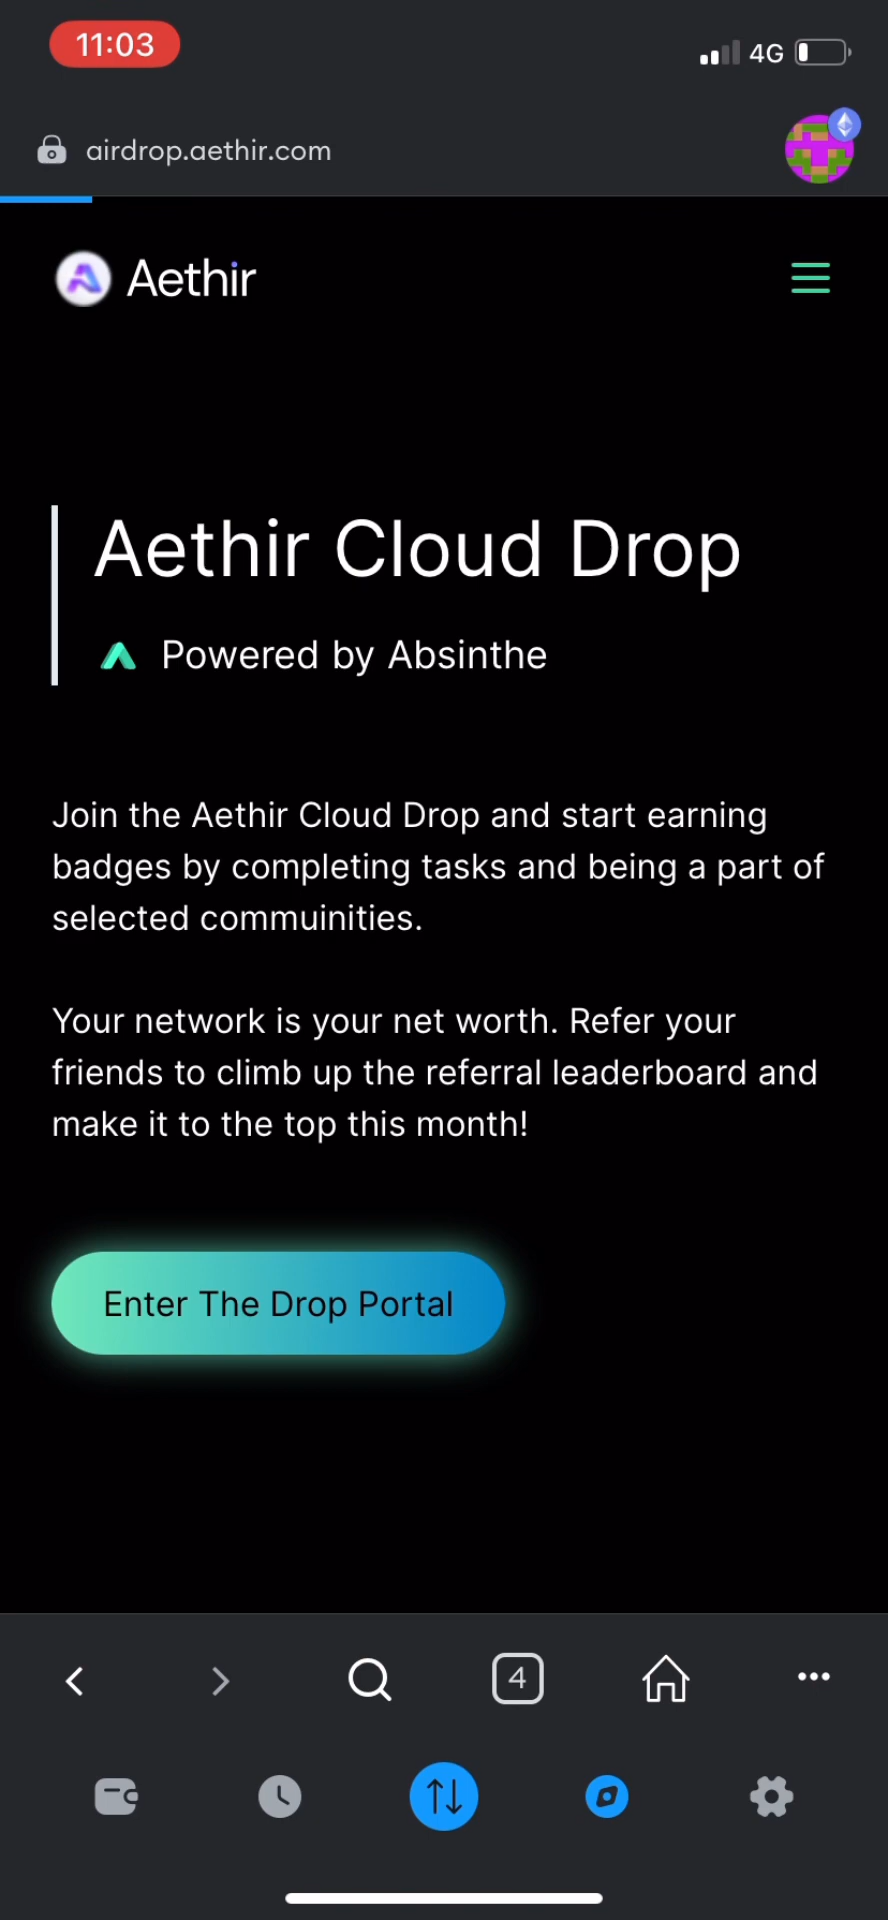 11:03
4G
airdrop.aethir.com
Aethir
Aethir Cloud Drop
Powered by Absinthe
Join the Aethir Cloud Drop and start earning
badges by completing tasks and being a part of
selected commuinities.
Your network is your net worth. Refer your
friends to climb up the referral leaderboard and
make it to the top this month!
Enter The Drop Portal
4